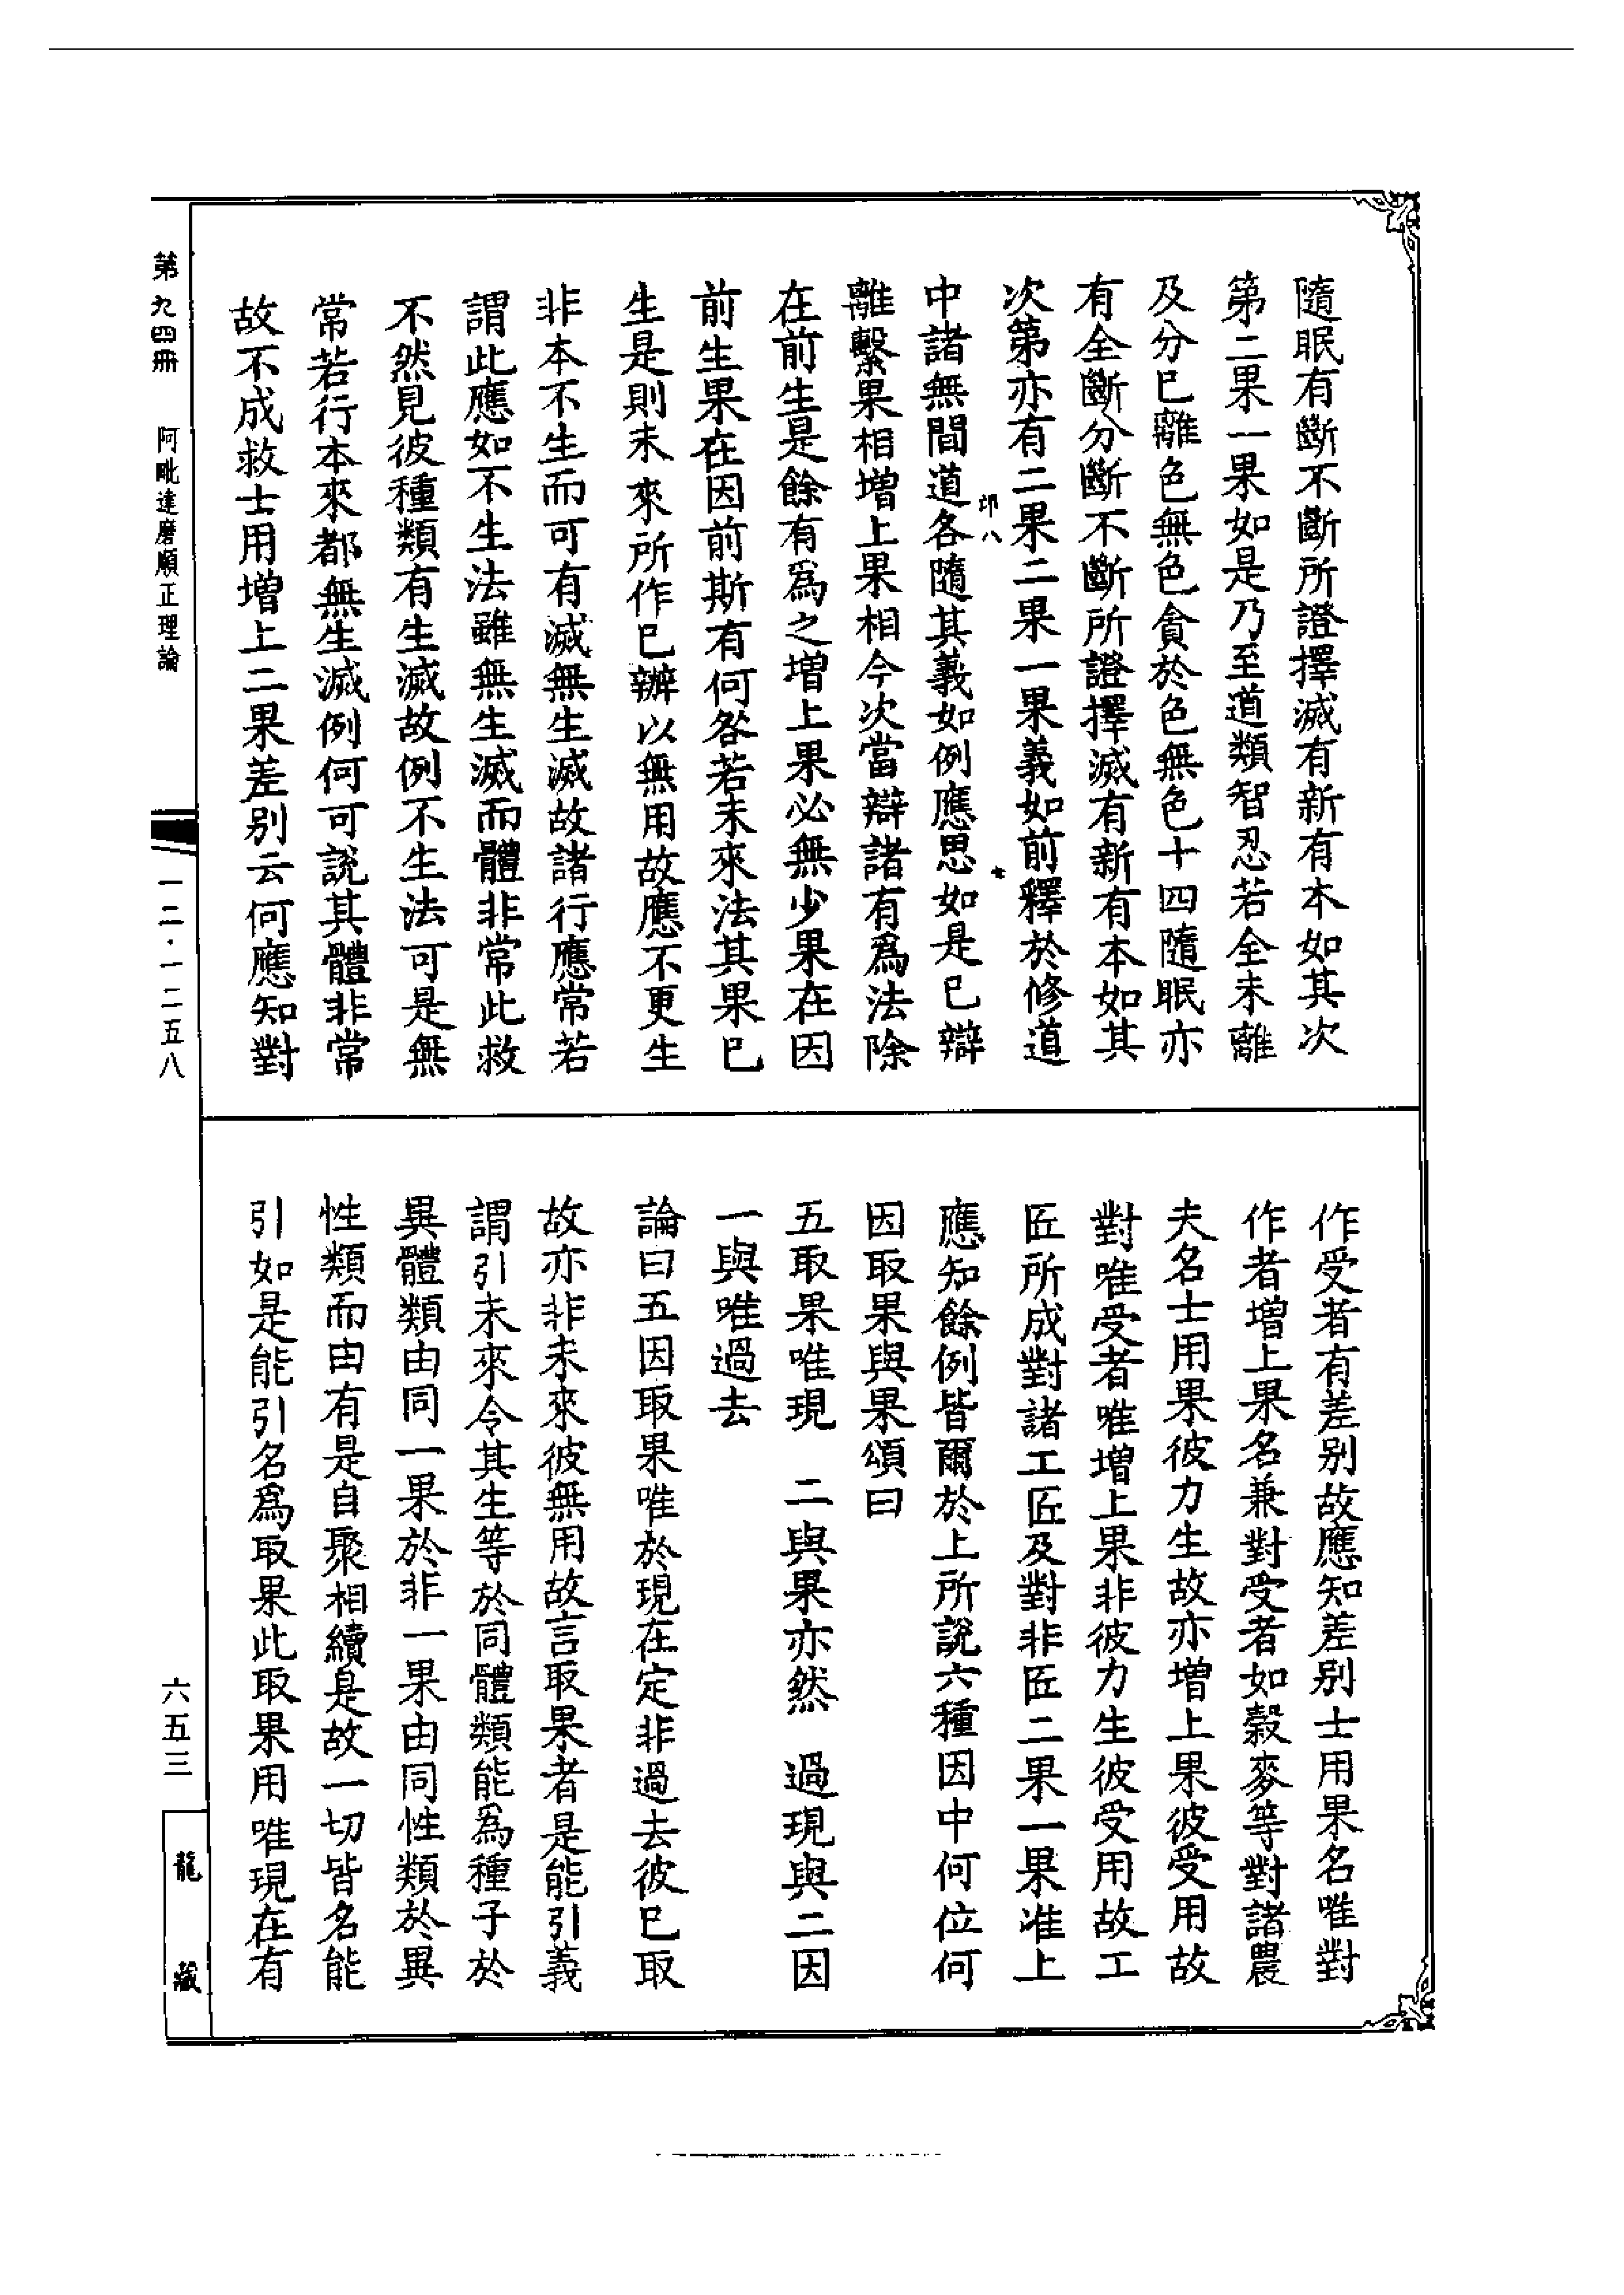 隨眠有斷不斷所證擇滅有新有本如其次
第二果一果如是乃至道類智忍若全未離
及分已離色無色貪於色無色十四隨眠亦
有全斷分斷不斷所證擇滅有新有本如其
次第亦有二果二果一果義如前釋於修道
中諸無間道各隨其義如例應思如是已辯
離繫果相增上果相今次當辯諸有爲法除
在前生是餘有爲之增上果必無少果在因
前生果在因前斯有何咎若未來法其果已
生是則未來所作已辦以無用故應不更生
非本不生而可有滅無生滅故諸行應常若
謂此應如不生法雖無生滅而體非常此救
不然見彼種類有生滅故例不生法可是無
常若行本來都無生滅例何可說其體非常
故不成救士用增上二果差別云何應知對
作受者有差别故應知差别士用果名唯對
作者增上果名兼對受者如穀麥等對諸農
夫名士用果彼力生故亦增上果彼受用故
對唯受者唯增上果非彼力生彼受用故工
匠所成對諸工匠及對非匠二果一果准上
應知餘例皆爾於上所說六種因中何位何
因取果與果頌曰
五取果唯現　二與果亦然　過現與二因
一與唯過去
論曰五因取果唯於現在定非過去彼已取
故亦非未來彼無用故言取果者是能引義
謂引未來令其生等於同體類能爲種子於
異體類由同一果於非一果由同性類於異
性類而由有是自聚相續是故一切皆名能
引如是能引名爲取果此取果用唯現在有
第九四冊　阿毗達磨順正理論
一二·一二五八
六五三
龍藏